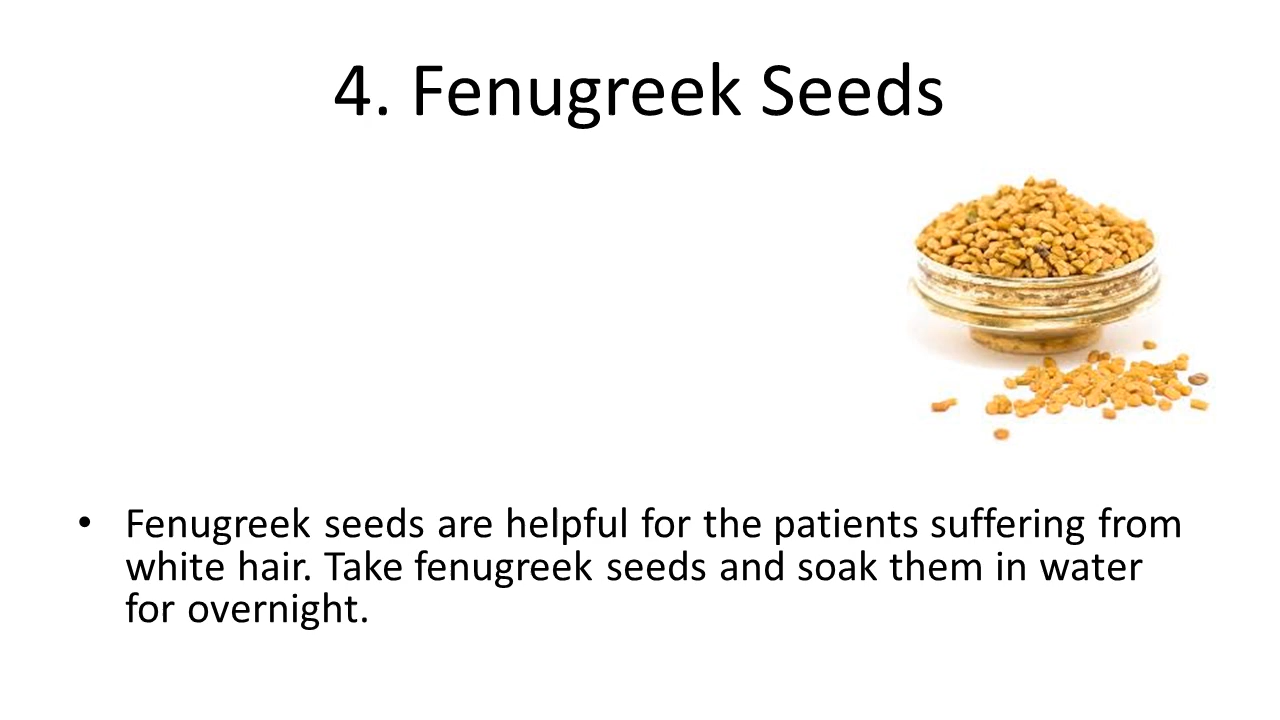 4. Fenugreek Seeds
• Fenugreek seeds are helpful for the patients suffering from
white hair. Take fenugreek seeds and soak them in water
for overnight.